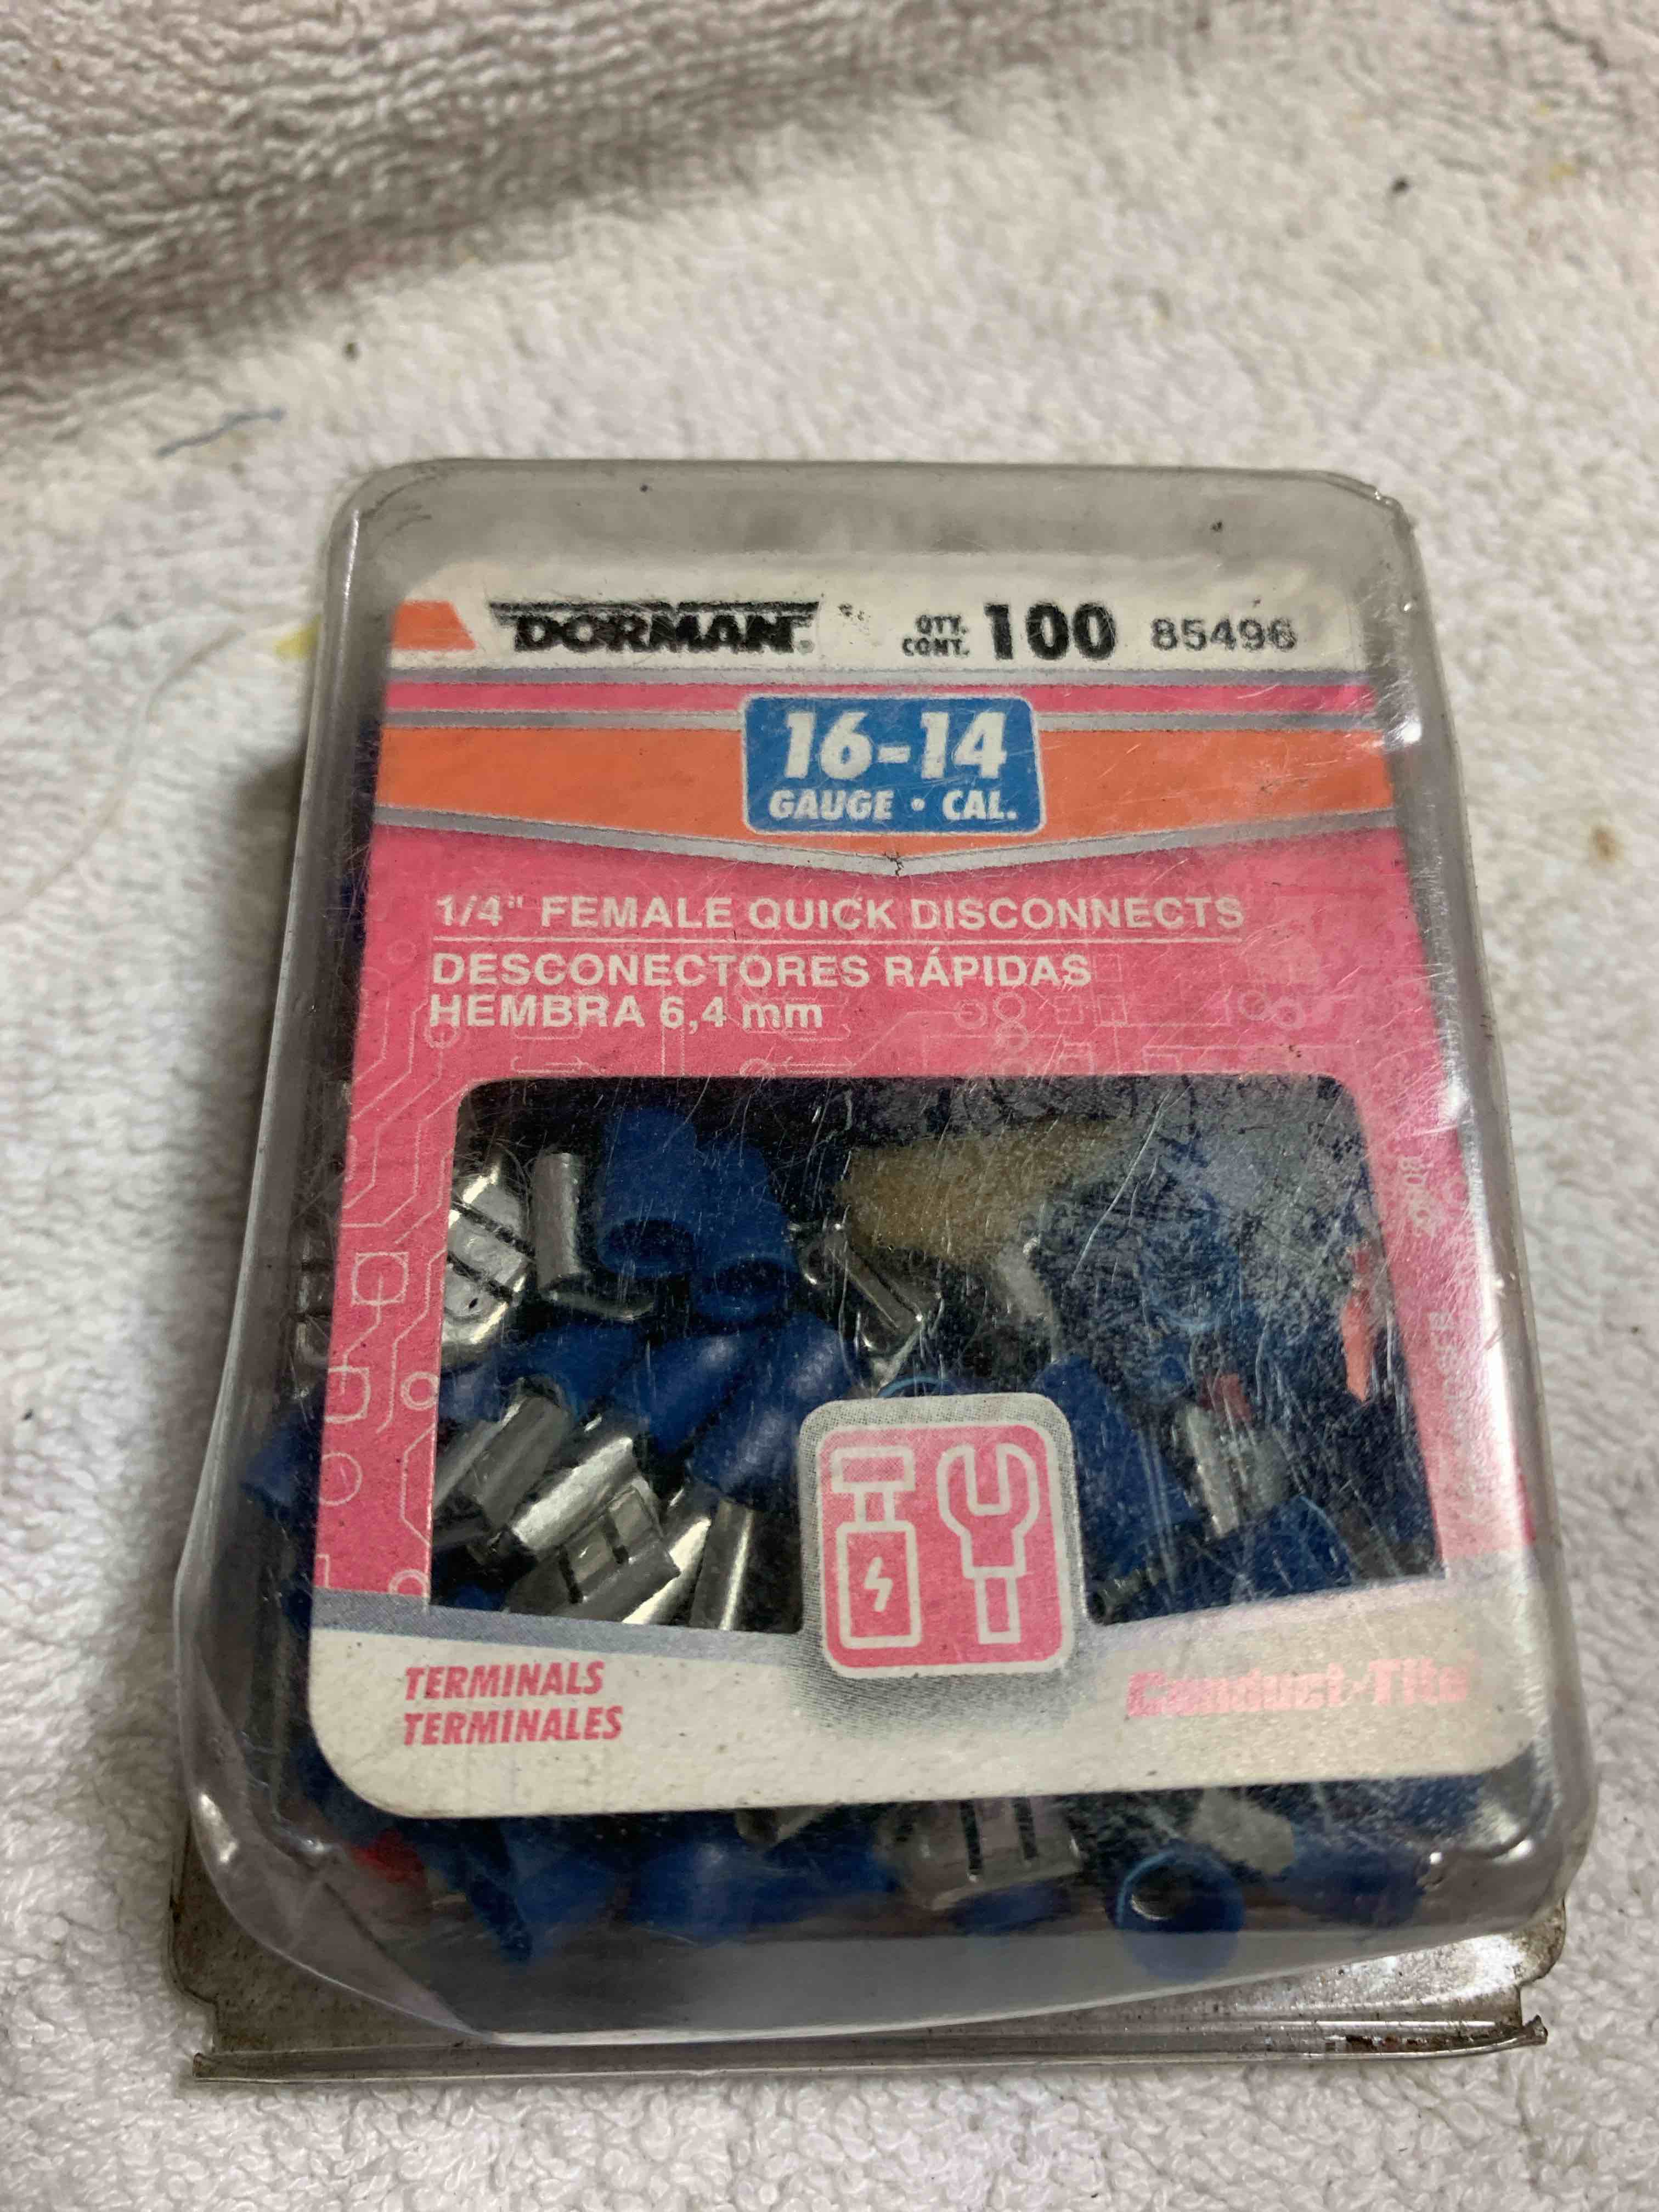 DORMAN®
QTY. CONT. 100 85496
16-14
GAUGE • CAL.
1/4" FEMALE QUICK DISCONNECTS
DESCONECTORES RÁPIDAS
HEMBRA 6,4 mm
TERMINALS
TERMINALES
Conduct-Tite